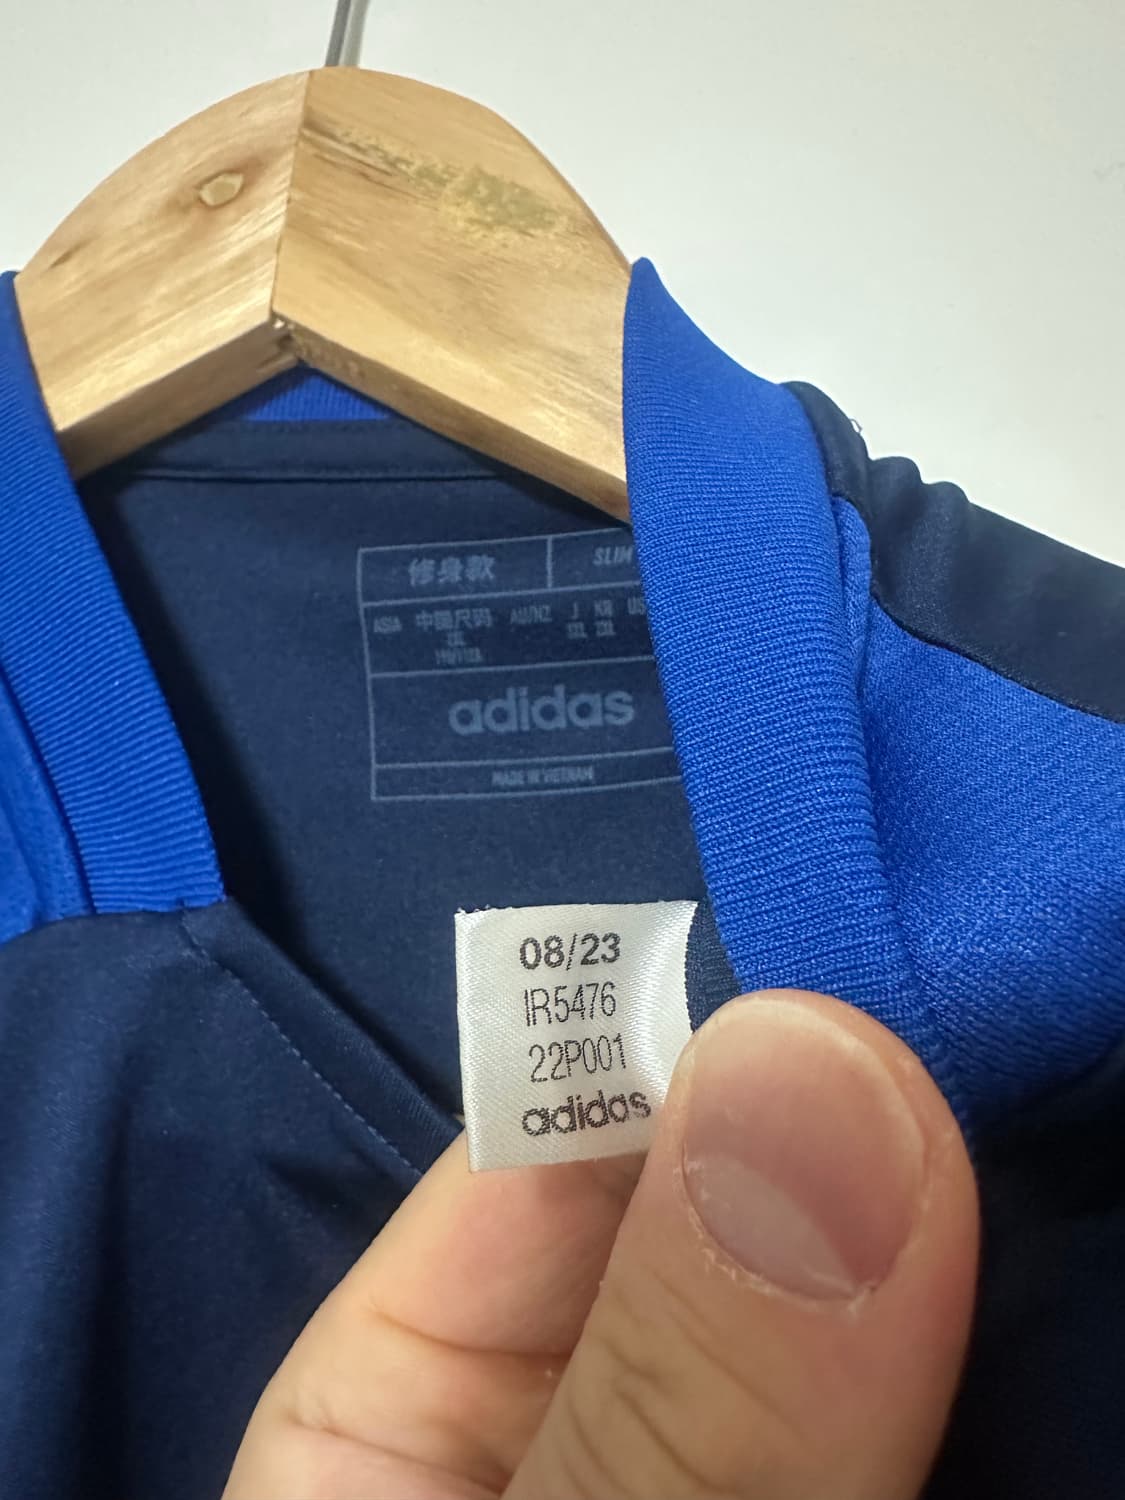 修身款 SLIM
ASIA 中国尺码 AU/NZ J KR US
adidas
MADE IN VIETNAM
08/23
IR5476
22P001
adidas